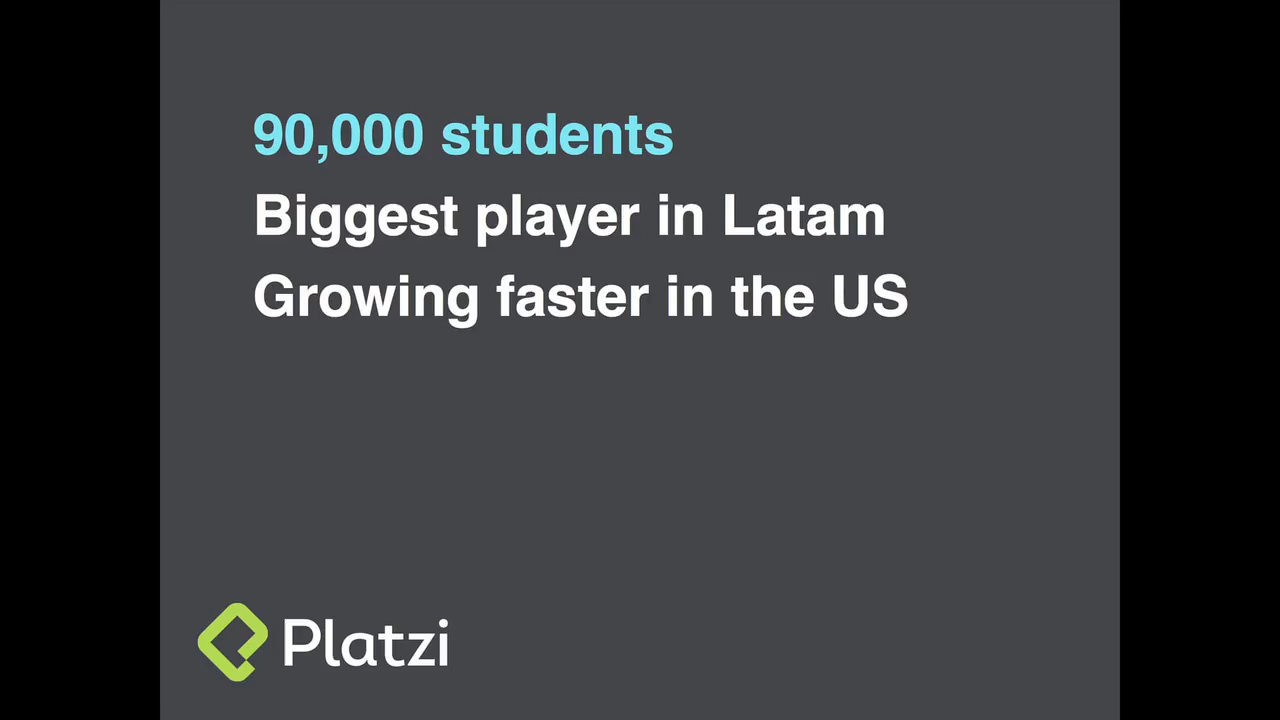 90,000 students
Biggest player in Latam
Growing faster in the US
Platzi